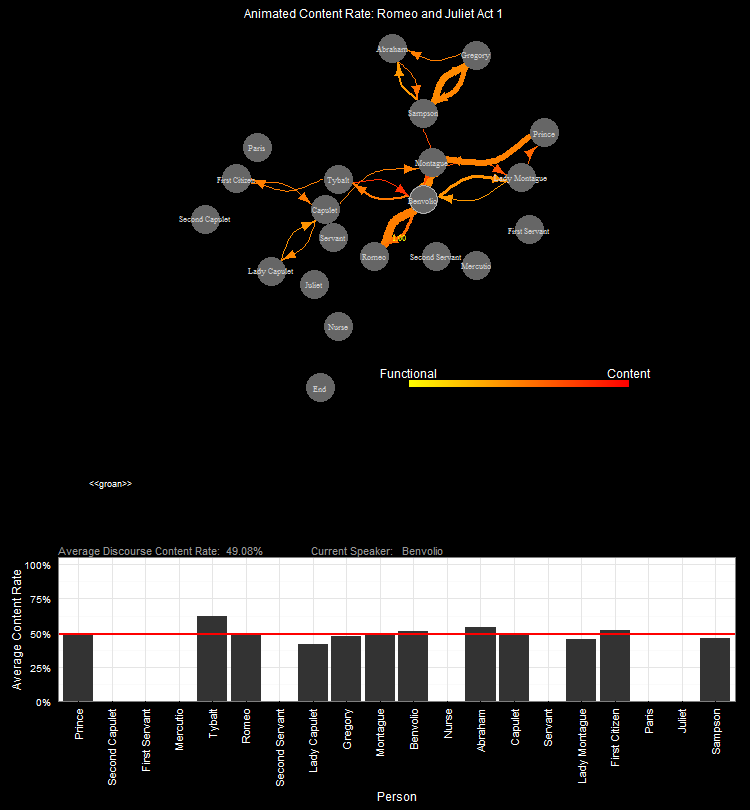 Animated Content Rate: Romeo and Juliet Act 1
Abraham
Gregory
Sampson
Prince
Paris
Montague
First Citizen
Tybalt
Lady Montague
Benvolio
Capulet
Second Capulet
First Servant
Servant
1.00
Romeo
Second Servant
Mercutio
Lady Capulet
Juliet
Nurse
End
Functional
Content
<<groan>>
Average Discourse Content Rate: 49.08%
Current Speaker: Benvolio
Average Content Rate
100%
75%
50%
25%
0%
Prince
Second Capulet
First Servant
Mercutio
Tybalt
Romeo
Second Servant
Lady Capulet
Gregory
Montague
Benvolio
Nurse
Abraham
Capulet
Servant
Lady Montague
First Citizen
Paris
Juliet
Sampson
Person